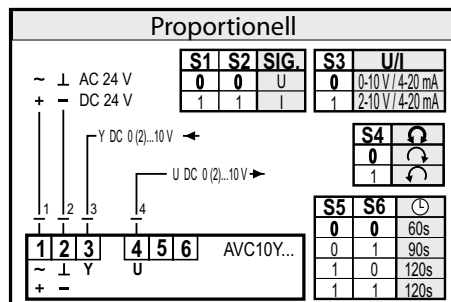 Proportionell
S1 S2 SIG.
0 0 U
1 1 I
S3 U/I
0 0-10 V / 4-20 mA
1 2-10 V / 4-20 mA
~ ⊥ AC 24 V
+ − DC 24 V
Y DC 0 (2)...10 V
U DC 0 (2)...10 V
S4
0
1
S5 S6
0 0 60s
0 1 90s
1 0 120s
1 1 120s
1 2 3 4
1 2 3 4 5 6 AVC10Y...
~ ⊥ Y U
+ −